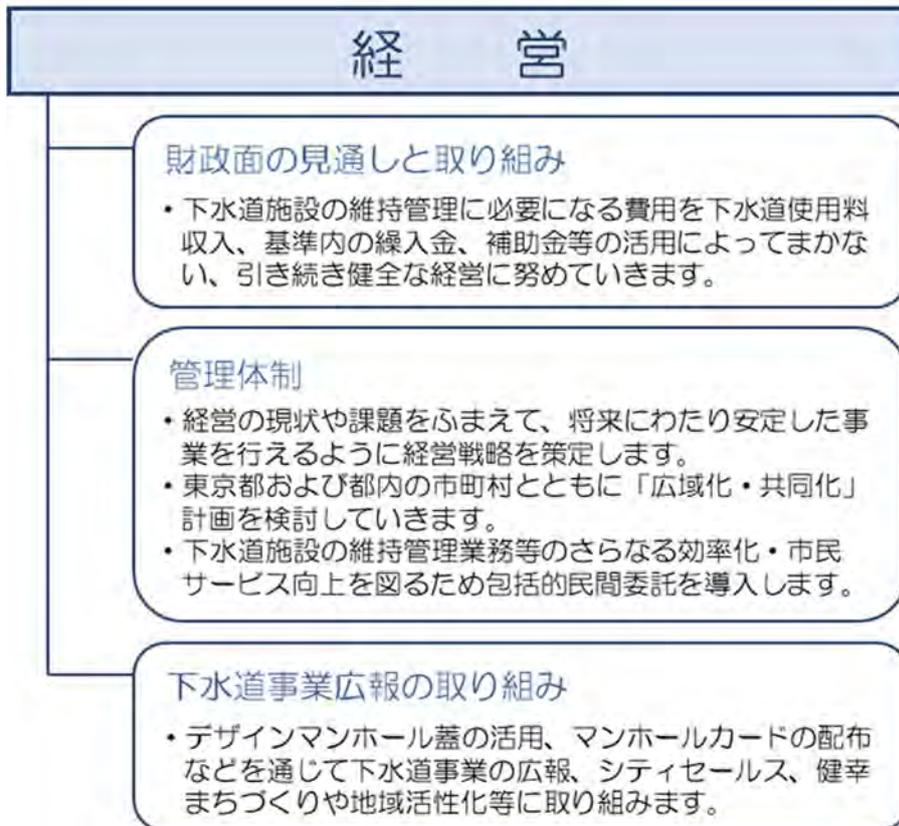 経　営
財政面の見通しと取り組み
・下水道施設の維持管理に必要になる費用を下水道使用料
収入、基準内の繰入金、補助金等の活用によってまかな
い、引き続き健全な経営に努めていきます。
管理体制
・経営の現状や課題をふまえて、将来にわたり安定した事
業を行えるように経営戦略を策定します。
・東京都および都内の市町村とともに「広域化・共同化」
計画を検討していきます。
・下水道施設の維持管理業務等のさらなる効率化・市民
サービス向上を図るため包括的民間委託を導入します。
下水道事業広報の取り組み
・デザインマンホール蓋の活用、マンホールカードの配布
などを通じて下水道事業の広報、シティセールス、健幸
まちづくりや地域活性化等に取り組みます。